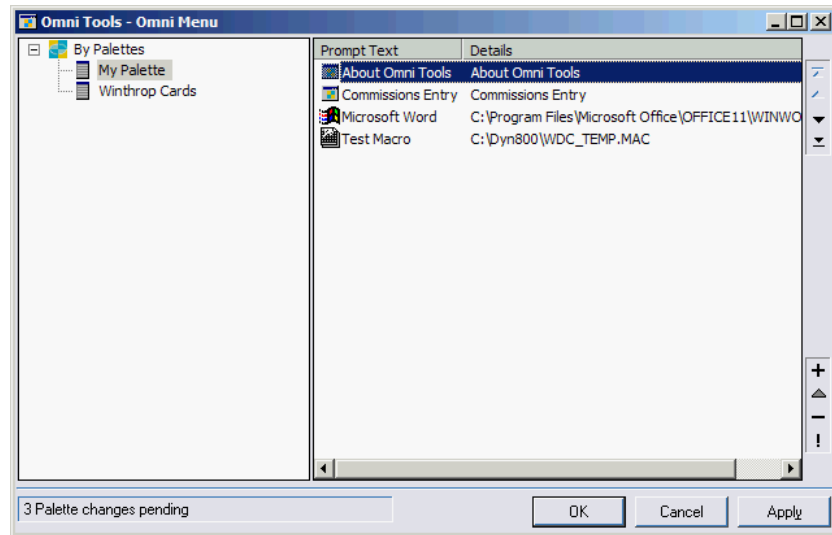 Omni Tools - Omni Menu
By Palettes
My Palette
Winthrop Cards
Prompt Text Details
About Omni Tools About Omni Tools
Commissions Entry Commissions Entry
Microsoft Word C:\Program Files\Microsoft Office\OFFICE11\WINWO
Test Macro C:\Dyn800\WDC_TEMP.MAC
3 Palette changes pending
OK Cancel Apply